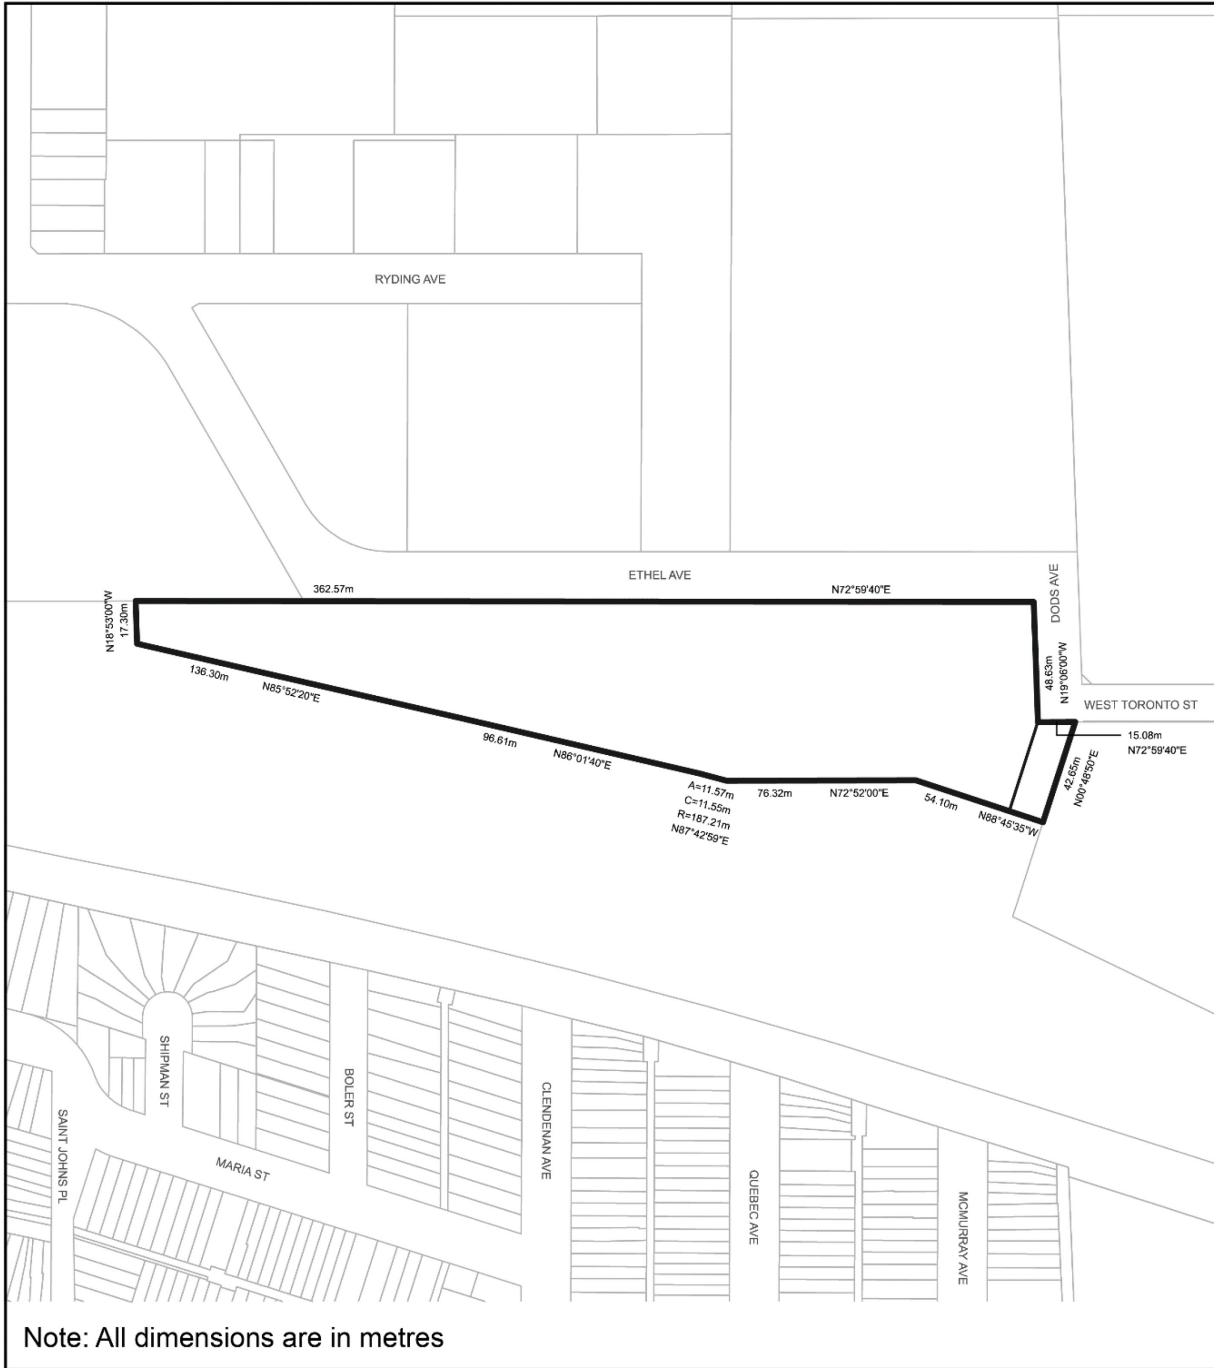 RYDING AVE
ETHEL AVE
DODS AVE
362.57m
N72°59'40"E
N18°53'00"W
17.30m
48.63m
N19°06'00"W
136.30m
N85°52'20"E
WEST TORONTO ST
96.61m
N86°01'40"E
15.08m
N72°59'40"E
42.65m
N00°48'50"E
A=11.57m
C=11.55m
R=187.21m
N87°42'59"E
76.32m
N72°52'00"E
54.10m
N88°45'35"W
SHIPMAN ST
BOLER ST
CLENDENAN AVE
SAINT JOHNS PL
MARIA ST
QUEBEC AVE
MCMURRAY AVE
Note: All dimensions are in metres